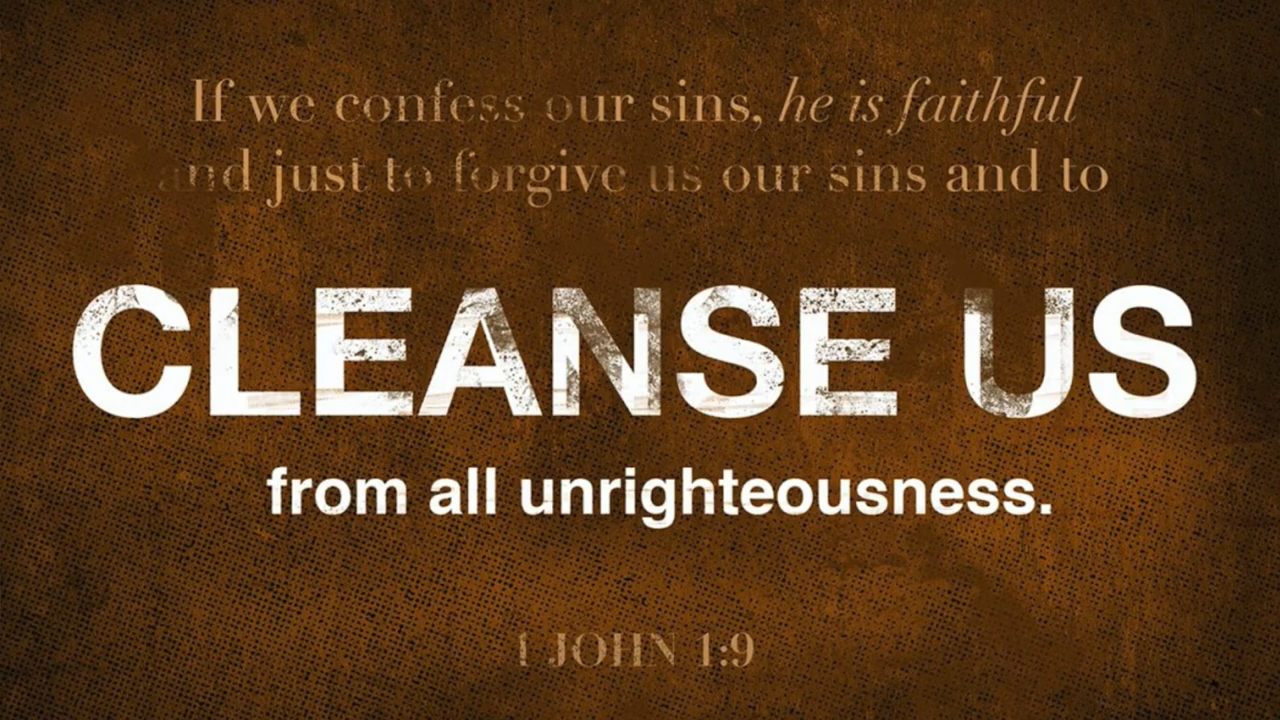 If we confess our sins, he is faithful
and just to forgive us our sins and to
CLEANSE US
from all unrighteousness.
1 JOHN 1:9